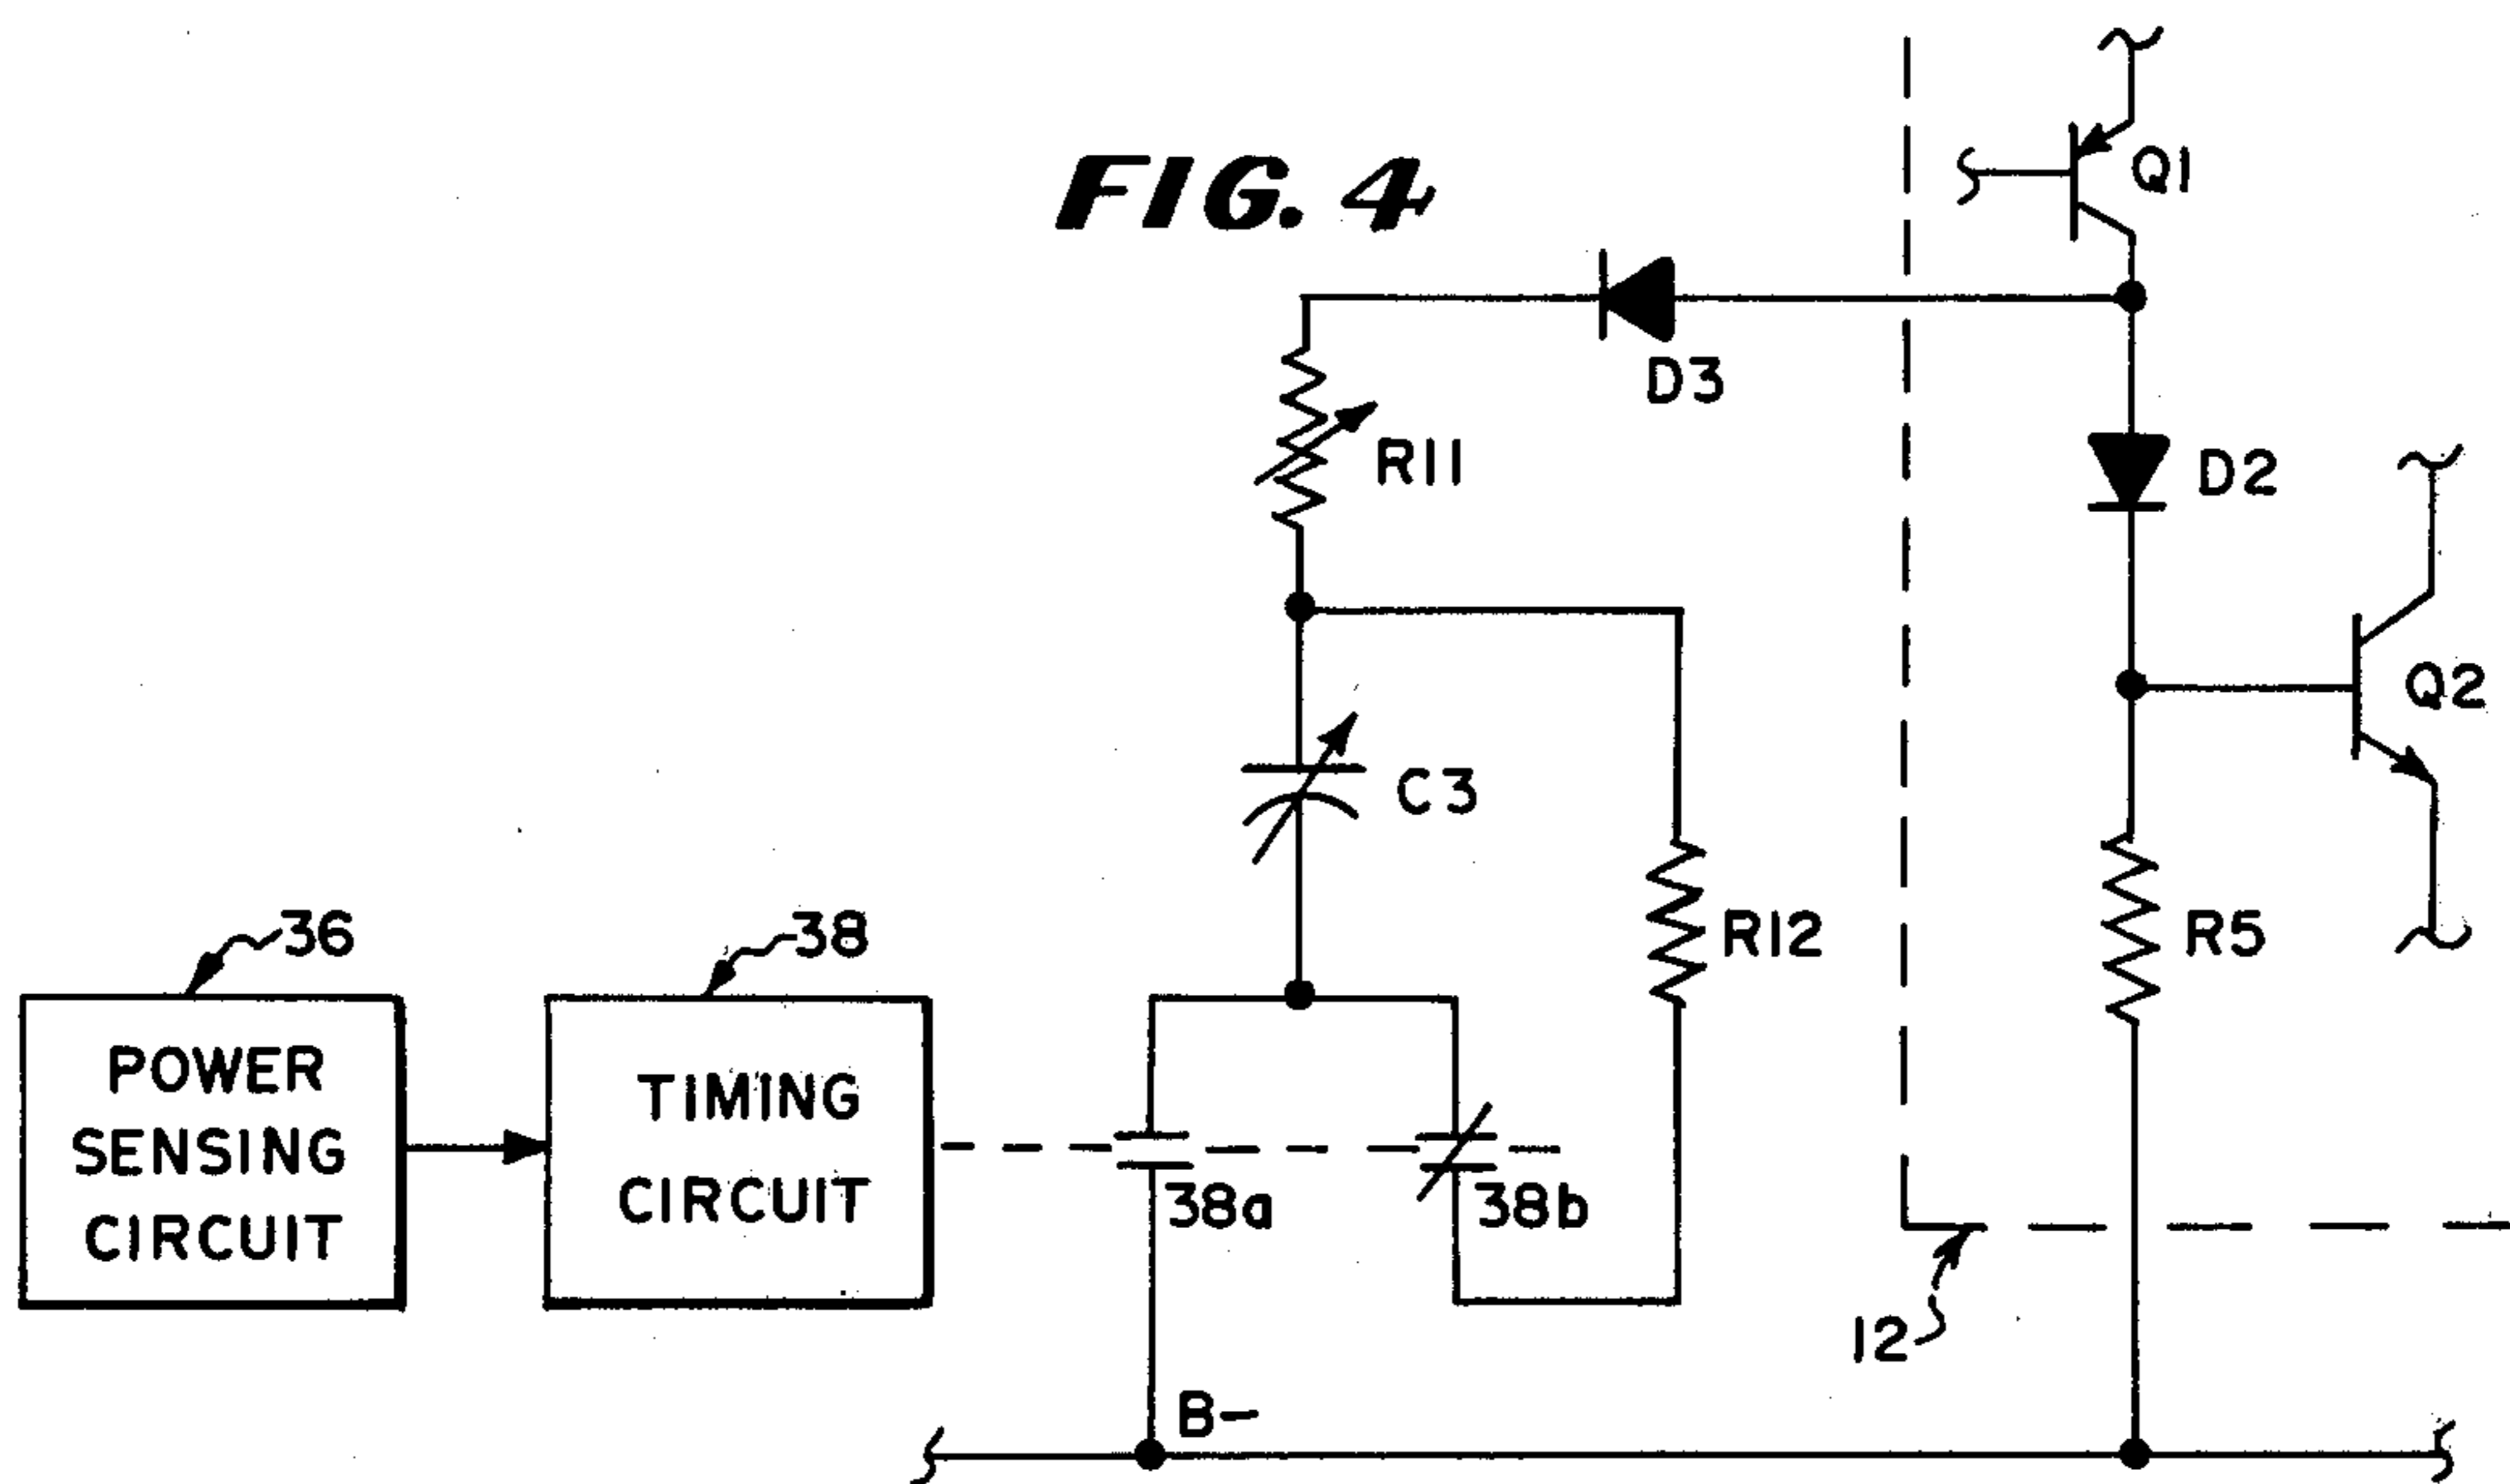 FIG. 4
Q1
D3
R11
D2
Q2
C3
R12
R5
36
38
POWER
SENSING
CIRCUIT
TIMING
CIRCUIT
38a
38b
12
B-